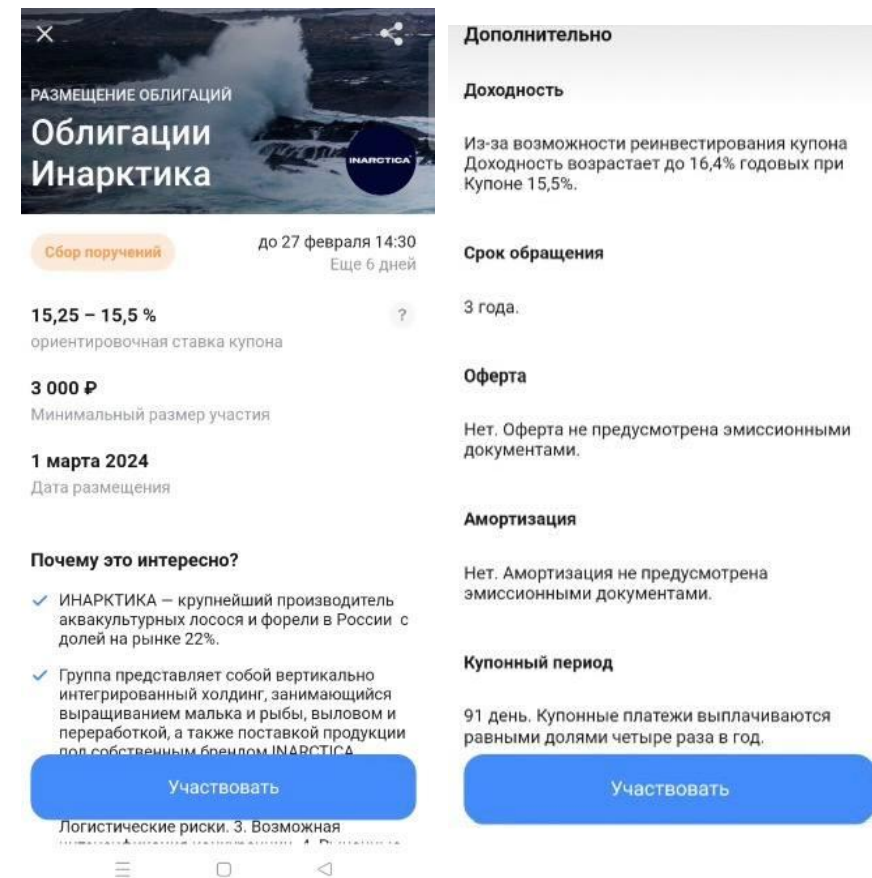 РАЗМЕЩЕНИЕ ОБЛИГАЦИЙ
Облигации
Инарктика
INARCTICA
Сбор поручений
до 27 февраля 14:30
Еще 6 дней
15,25 – 15,5 %
?
ориентировочная ставка купона
3 000 ₽
Минимальный размер участия
1 марта 2024
Дата размещения
Почему это интересно?
ИНАРКТИКА — крупнейший производитель
аквакультурных лосося и форели в России с
долей на рынке 22%.
Группа представляет собой вертикально
интегрированный холдинг, занимающийся
выращиванием малька и рыбы, выловом и
переработкой, а также поставкой продукции
под собственным брендом INARCTICA
Участвовать
Логистические риски. 3. Возможная
Дополнительно
Доходность
Из-за возможности реинвестирования купона
Доходность возрастает до 16,4% годовых при
Купоне 15,5%.
Срок обращения
3 года.
Оферта
Нет. Оферта не предусмотрена эмиссионными
документами.
Амортизация
Нет. Амортизация не предусмотрена
эмиссионными документами.
Купонный период
91 день. Купонные платежи выплачиваются
равными долями четыре раза в год.
Участвовать